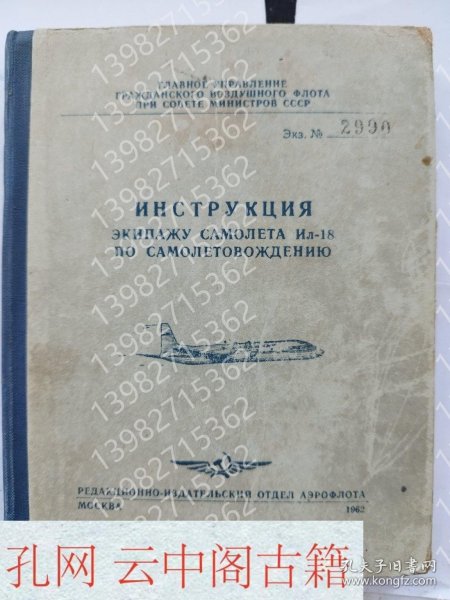 ГЛАВНОЕ УПРАВЛЕНИЕ
ГРАЖДАНСКОГО ВОЗДУШНОГО ФЛОТА
ПРИ СОВЕТЕ МИНИСТРОВ СССР
Экз. № 2990
ИНСТРУКЦИЯ
ЭКИПАЖУ САМОЛЕТА Ил-18
ПО САМОЛЕТОВОЖДЕНИЮ
РЕДАКЦИОННО-ИЗДАТЕЛЬСКИЙ ОТДЕЛ АЭРОФЛОТА
МОСКВА 1962
13982715362
孔网 云中阁古籍
孔夫子旧书网
www.kongfz.com